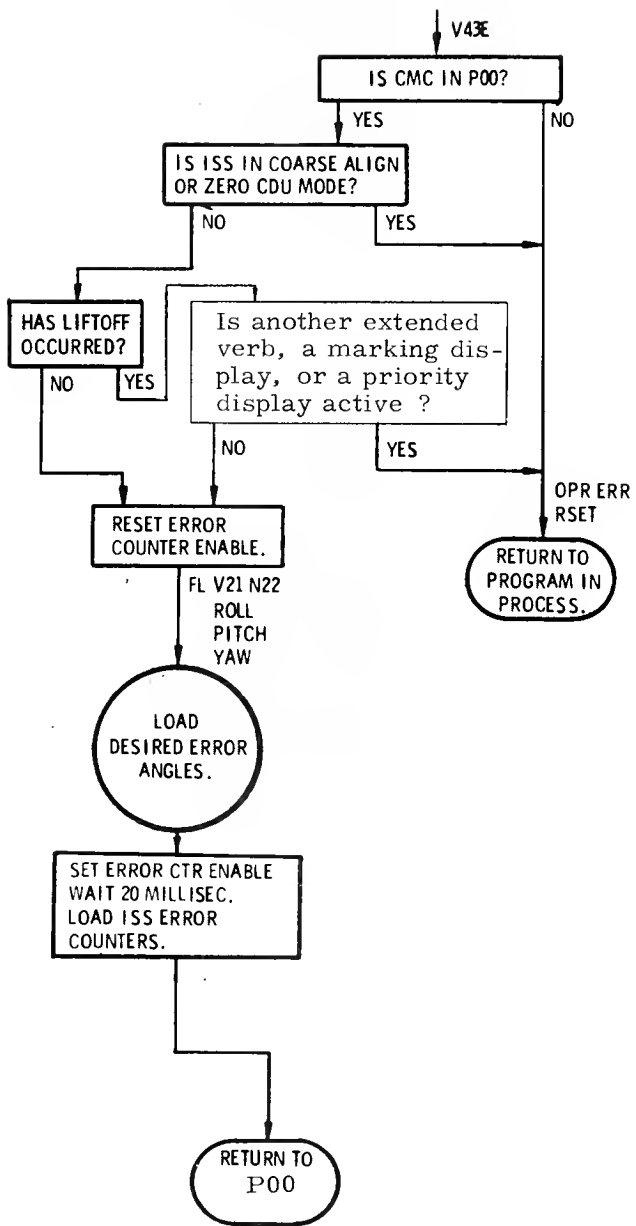 V43E
IS CMC IN P00?
YES
NO
IS ISS IN COARSE ALIGN
OR ZERO CDU MODE?
NO
YES
HAS LIFTOFF
OCCURRED?
Is another extended
verb, a marking dis-
play, or a priority
display active ?
NO
YES
NO
YES
OPR ERR
RSET
RESET ERROR
COUNTER ENABLE.
RETURN TO
PROGRAM IN
PROCESS.
FL V21 N22
ROLL
PITCH
YAW
LOAD
DESIRED ERROR
ANGLES.
SET ERROR CTR ENABLE
WAIT 20 MILLISEC.
LOAD ISS ERROR
COUNTERS.
RETURN TO
P00